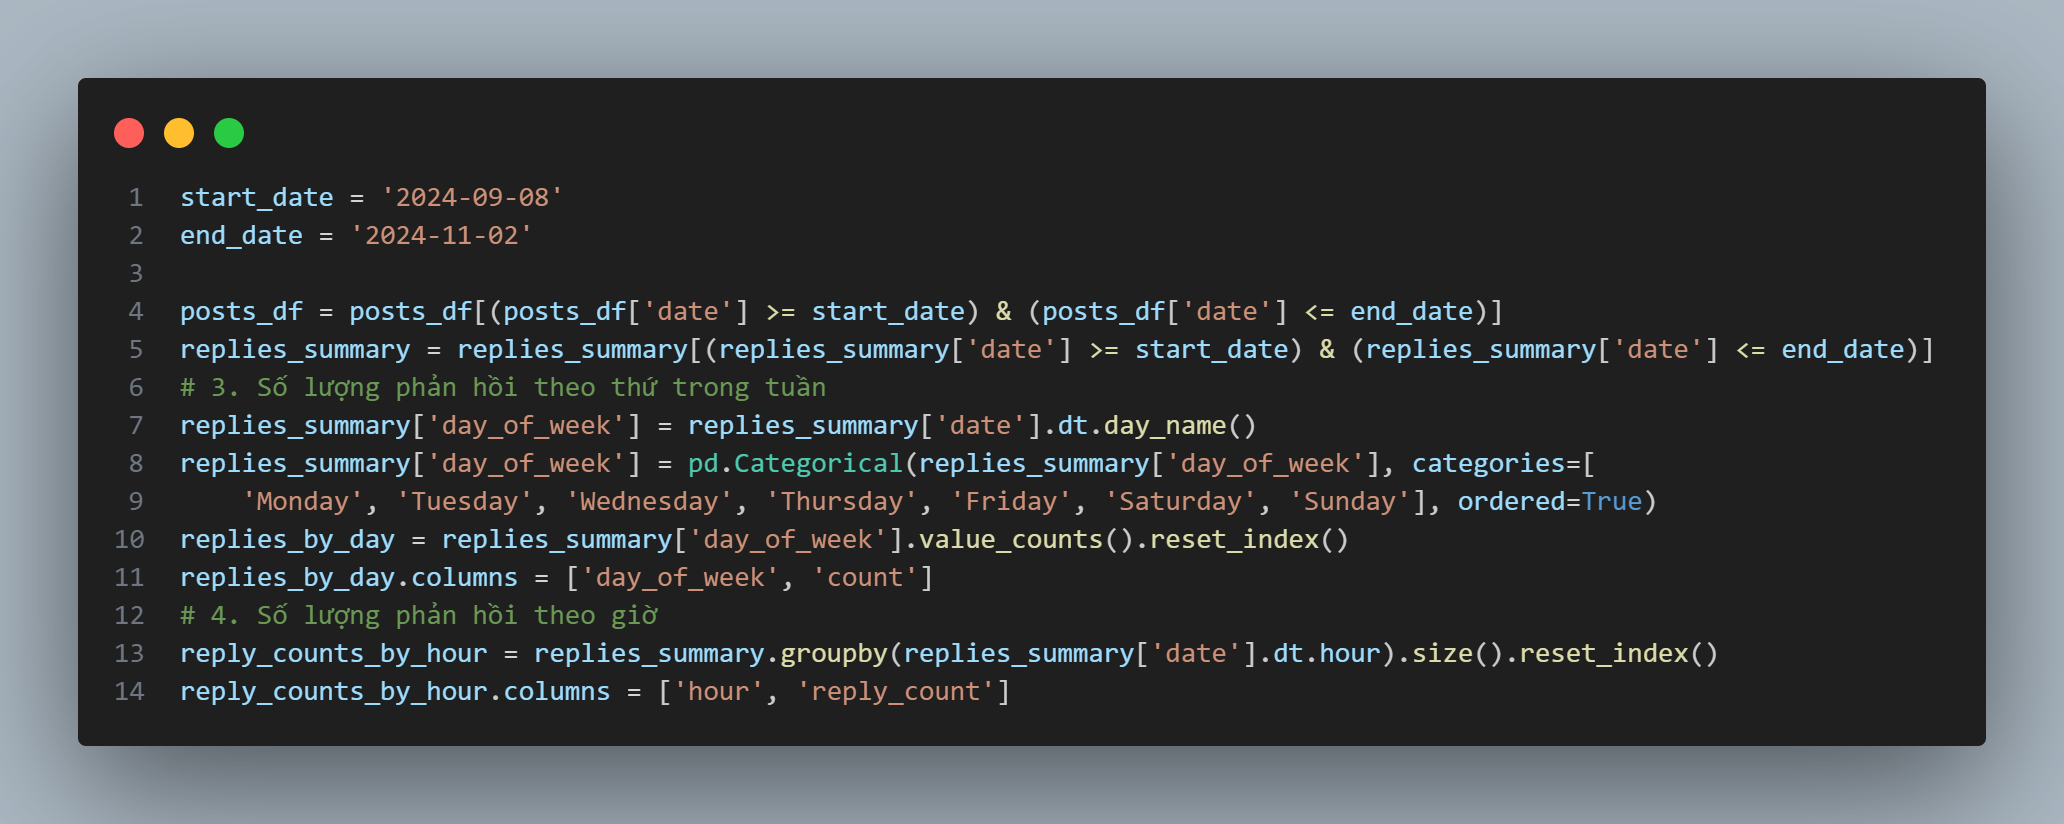 1 start_date = '2024-09-08'
2 end_date = '2024-11-02'
3
4 posts_df = posts_df[(posts_df['date'] >= start_date) & (posts_df['date'] <= end_date)]
5 replies_summary = replies_summary[(replies_summary['date'] >= start_date) & (replies_summary['date'] <= end_date)]
6 # 3. Số lượng phản hồi theo thứ trong tuần
7 replies_summary['day_of_week'] = replies_summary['date'].dt.day_name()
8 replies_summary['day_of_week'] = pd.Categorical(replies_summary['day_of_week'], categories=[
9     'Monday', 'Tuesday', 'Wednesday', 'Thursday', 'Friday', 'Saturday', 'Sunday'], ordered=True)
10 replies_by_day = replies_summary['day_of_week'].value_counts().reset_index()
11 replies_by_day.columns = ['day_of_week', 'count']
12 # 4. Số lượng phản hồi theo giờ
13 reply_counts_by_hour = replies_summary.groupby(replies_summary['date'].dt.hour).size().reset_index()
14 reply_counts_by_hour.columns = ['hour', 'reply_count']